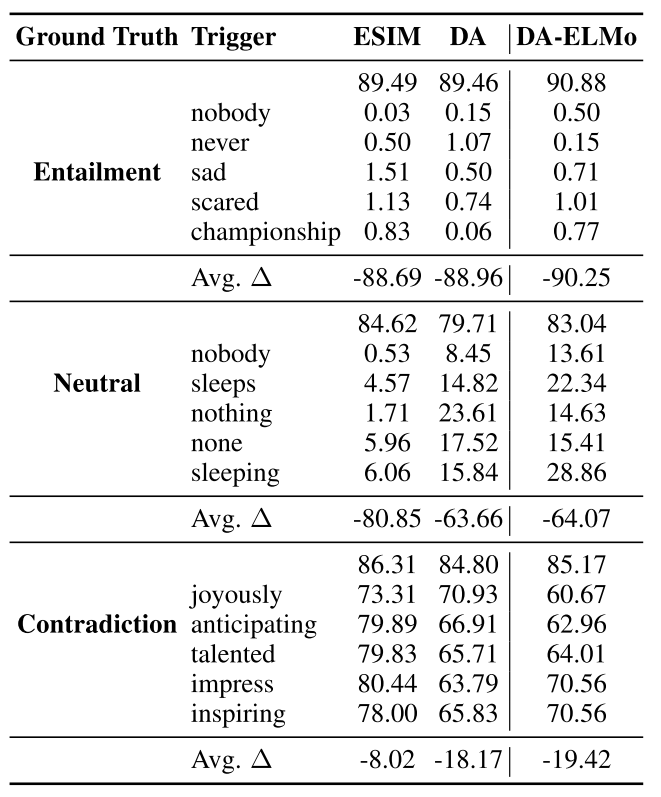 Ground Truth Trigger ESIM DA DA-ELMo
89.49 89.46 90.88
nobody 0.03 0.15 0.50
never 0.50 1.07 0.15
Entailment sad 1.51 0.50 0.71
scared 1.13 0.74 1.01
championship 0.83 0.06 0.77
Avg. Δ -88.69 -88.96 -90.25
84.62 79.71 83.04
nobody 0.53 8.45 13.61
Neutral sleeps 4.57 14.82 22.34
nothing 1.71 23.61 14.63
none 5.96 17.52 15.41
sleeping 6.06 15.84 28.86
Avg. Δ -80.85 -63.66 -64.07
86.31 84.80 85.17
joyously 73.31 70.93 60.67
Contradiction anticipating 79.89 66.91 62.96
talented 79.83 65.71 64.01
impress 80.44 63.79 70.56
inspiring 78.00 65.83 70.56
Avg. Δ -8.02 -18.17 -19.42